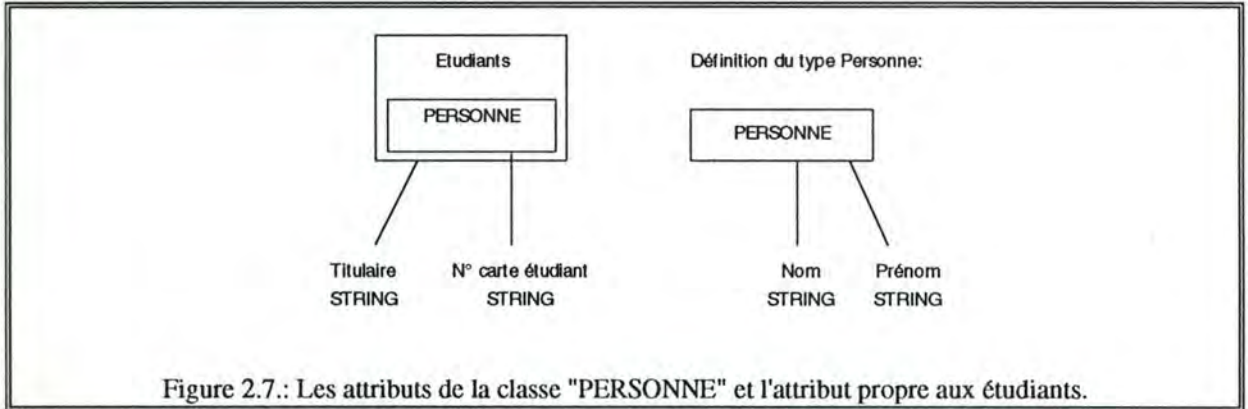 Etudiants
PERSONNE
Titulaire
STRING
N° carte étudiant
STRING
Définition du type Personne:
PERSONNE
Nom
STRING
Prénom
STRING
Figure 2.7.: Les attributs de la classe "PERSONNE" et l'attribut propre aux étudiants.